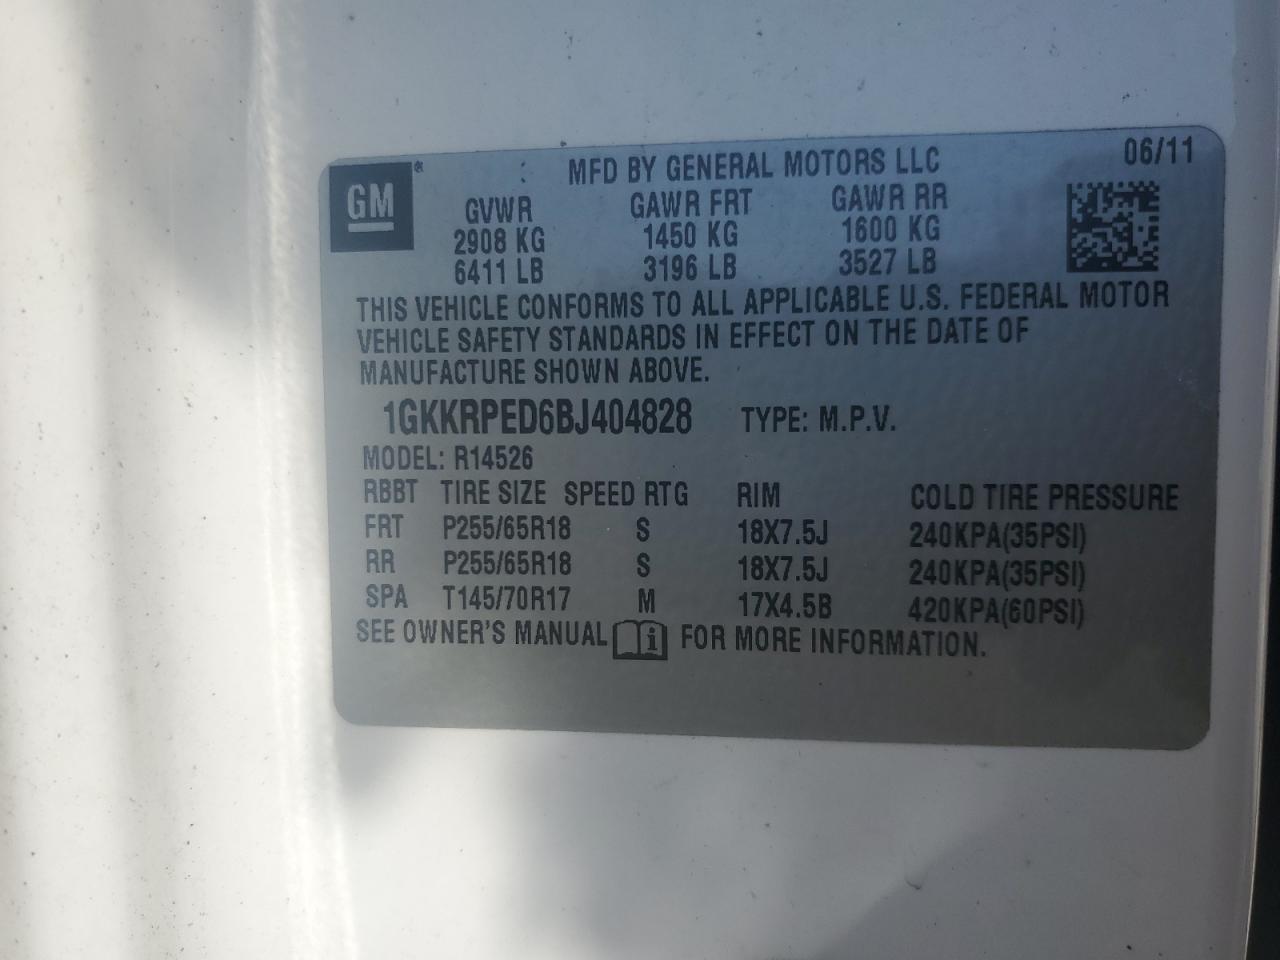 GM ® MFD BY GENERAL MOTORS LLC 06/11
GVWR GAWR FRT GAWR RR
2908 KG 1450 KG 1600 KG
6411 LB 3196 LB 3527 LB
THIS VEHICLE CONFORMS TO ALL APPLICABLE U.S. FEDERAL MOTOR
VEHICLE SAFETY STANDARDS IN EFFECT ON THE DATE OF
MANUFACTURE SHOWN ABOVE.
1GKKRPED6BJ404828 TYPE: M.P.V.
MODEL: R14526
RBBT TIRE SIZE SPEED RTG RIM COLD TIRE PRESSURE
FRT P255/65R18 S 18X7.5J 240KPA(35PSI)
RR P255/65R18 S 18X7.5J 240KPA(35PSI)
SPA T145/70R17 M 17X4.5B 420KPA(60PSI)
SEE OWNER'S MANUAL i FOR MORE INFORMATION.